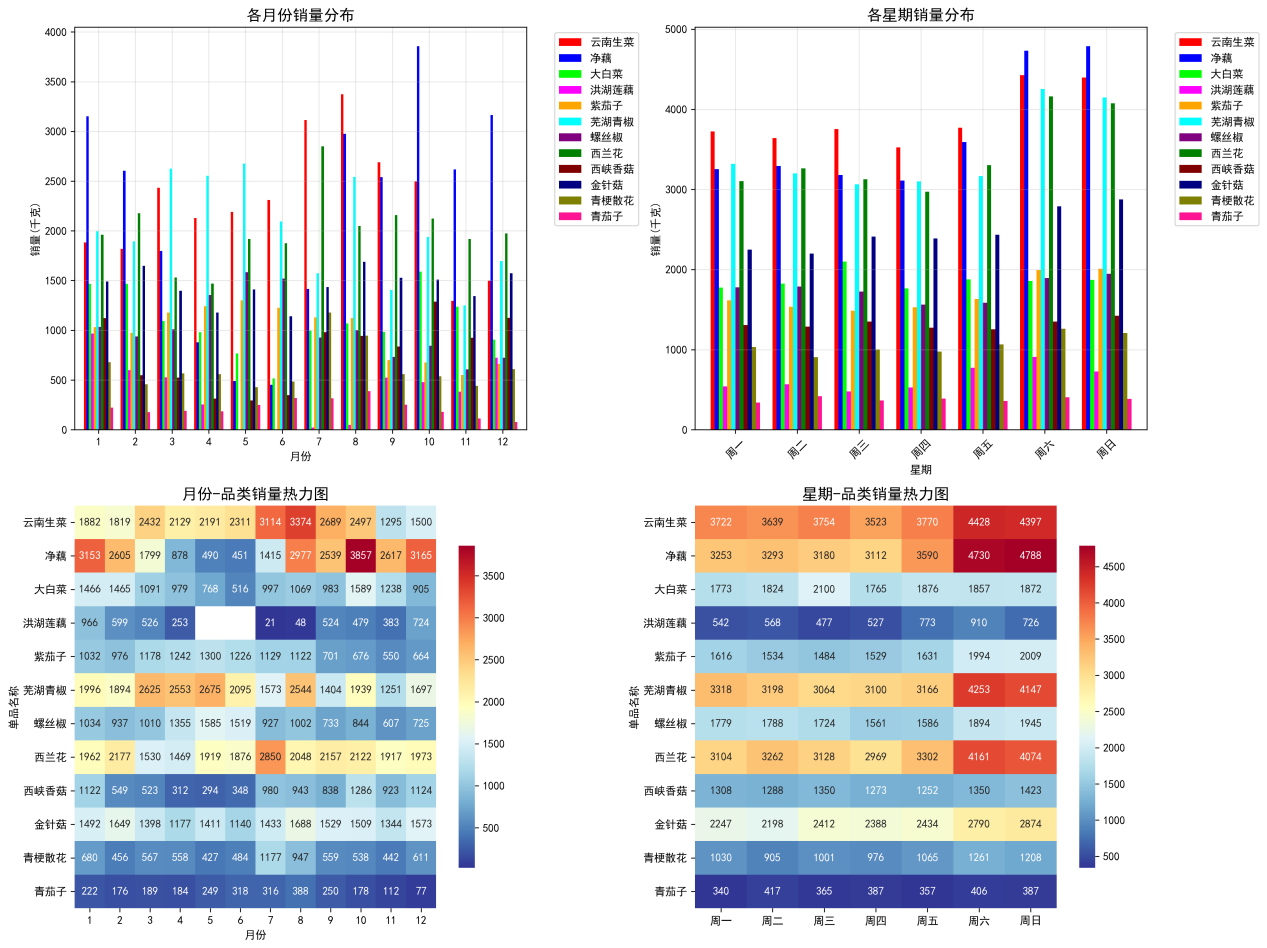 各月份销量分布
4000
3500
3000
2500
2000
1500
1000
500
0
销量(千克)
1 2 3 4 5 6 7 8 9 10 11 12
月份
云南生菜
净藕
大白菜
洪湖莲藕
紫茄子
芜湖青椒
螺丝椒
西兰花
西峡香菇
金针菇
青梗散花
青茄子
各星期销量分布
5000
4000
3000
2000
1000
0
销量(千克)
周一 周二 周三 周四 周五 周六 周日
星期
云南生菜
净藕
大白菜
洪湖莲藕
紫茄子
芜湖青椒
螺丝椒
西兰花
西峡香菇
金针菇
青梗散花
青茄子
月份-品类销量热力图
单品名称
云南生菜 1882 1819 2432 2129 2191 2311 3114 3374 2689 2497 1295 1500
净藕 3153 2605 1799 878 490 451 1415 2977 2539 3857 2617 3165
大白菜 1466 1465 1091 979 768 516 997 1069 983 1589 1238 905
洪湖莲藕 966 599 526 253 21 48 524 479 383 724
紫茄子 1032 976 1178 1242 1300 1226 1129 1122 701 676 550 664
芜湖青椒 1996 1894 2625 2553 2675 2095 1573 2544 1404 1939 1251 1697
螺丝椒 1034 937 1010 1355 1585 1519 927 1002 733 844 607 725
西兰花 1962 2177 1530 1469 1919 1876 2850 2048 2157 2122 1917 1973
西峡香菇 1122 549 523 312 294 348 980 943 838 1286 923 1124
金针菇 1492 1649 1398 1177 1411 1140 1433 1688 1529 1509 1344 1573
青梗散花 680 456 567 558 427 484 1177 947 559 538 442 611
青茄子 222 176 189 184 249 318 316 388 250 178 112 77
1 2 3 4 5 6 7 8 9 10 11 12
月份
3500
3000
2500
2000
1500
1000
500
星期-品类销量热力图
单品名称
云南生菜 3722 3639 3754 3523 3770 4428 4397
净藕 3253 3293 3180 3112 3590 4730 4788
大白菜 1773 1824 2100 1765 1876 1857 1872
洪湖莲藕 542 568 477 527 773 910 726
紫茄子 1616 1534 1484 1529 1631 1994 2009
芜湖青椒 3318 3198 3064 3100 3166 4253 4147
螺丝椒 1779 1788 1724 1561 1586 1894 1945
西兰花 3104 3262 3128 2969 3302 4161 4074
西峡香菇 1308 1288 1350 1273 1252 1350 1423
金针菇 2247 2198 2412 2388 2434 2790 2874
青梗散花 1030 905 1001 976 1065 1261 1208
青茄子 340 417 365 387 357 406 387
周一 周二 周三 周四 周五 周六 周日
4500
4000
3500
3000
2500
2000
1500
1000
500